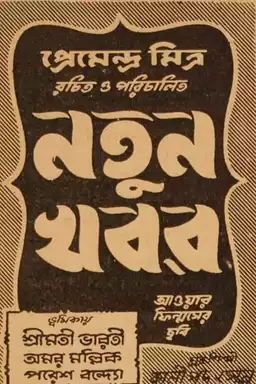 প্রেমেন্দ্র মিত্র
রচিত ও পরিচালিত
নতুন
খবর
আওয়ার
ফিল্মসের
ছবি
ভূমিকায়
শ্রীমতী ভারতী
অমর মল্লিক
পরেশ বন্দ্যো